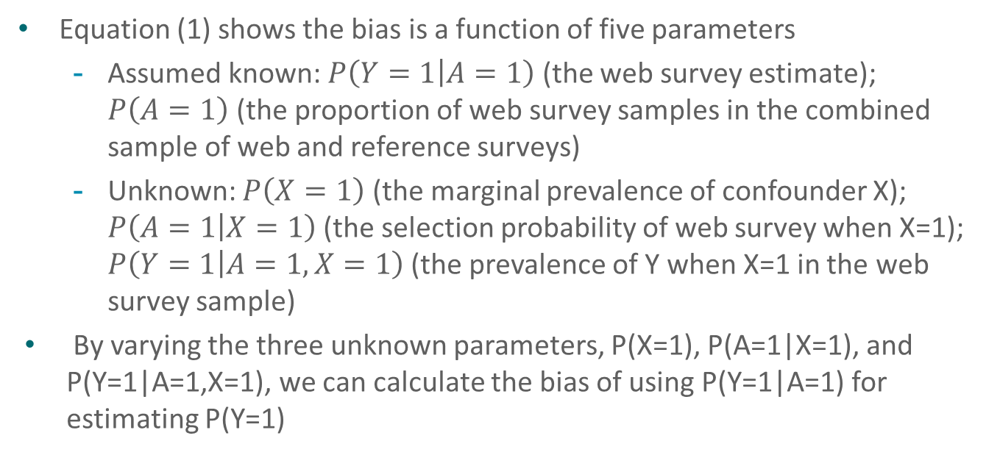 • Equation (1) shows the bias is a function of five parameters
- Assumed known: P(Y = 1|A = 1) (the web survey estimate);
P(A = 1) (the proportion of web survey samples in the combined
sample of web and reference surveys)
- Unknown: P(X = 1) (the marginal prevalence of confounder X);
P(A = 1|X = 1) (the selection probability of web survey when X=1);
P(Y = 1|A = 1, X = 1) (the prevalence of Y when X=1 in the web
survey sample)
• By varying the three unknown parameters, P(X=1), P(A=1|X=1), and
P(Y=1|A=1,X=1), we can calculate the bias of using P(Y=1|A=1) for
estimating P(Y=1)